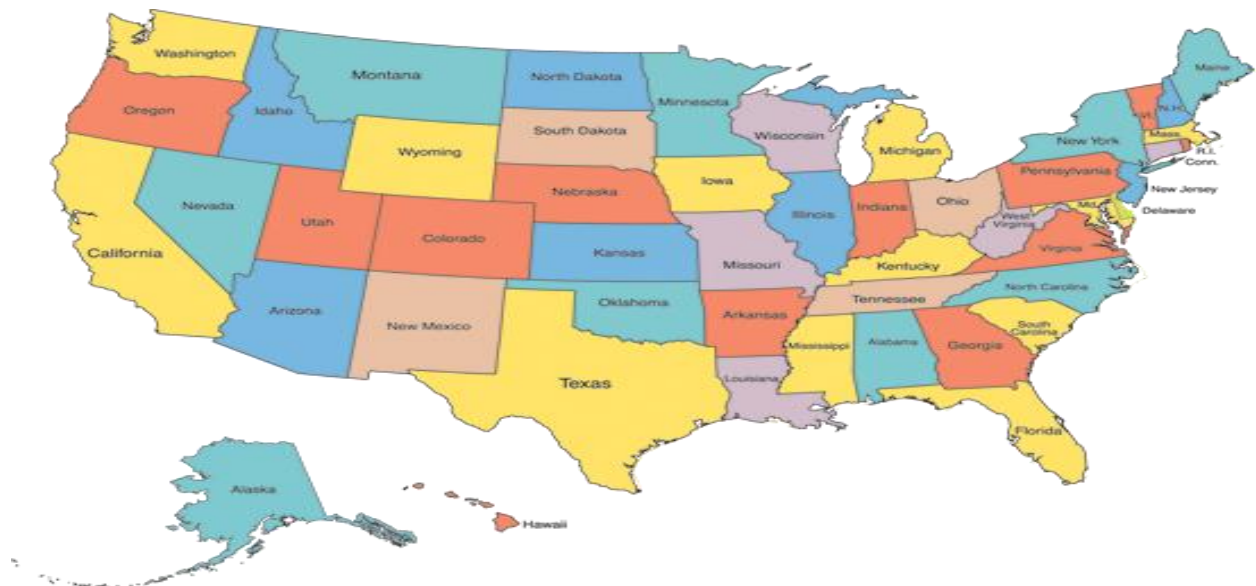 Washington
Montana
North Dakota
Minnesota
Maine
Oregon
Idaho
South Dakota
Wisconsin
Michigan
New York
Vt.
N.H.
Mass.
R.I.
Conn.
Wyoming
Nebraska
Iowa
Pennsylvania
New Jersey
Nevada
Utah
Colorado
Kansas
Illinois
Indians
Ohio
Md.
Delaware
West
Virginia
Virginia
California
Missouri
Kentucky
Arizona
New Mexico
Oklahoma
Arkansas
Tennessee
North Carolina
South
Carolina
Texas
Louisiana
Mississippi
Alabama
Georgia
Florida
Alaska
Hawaii